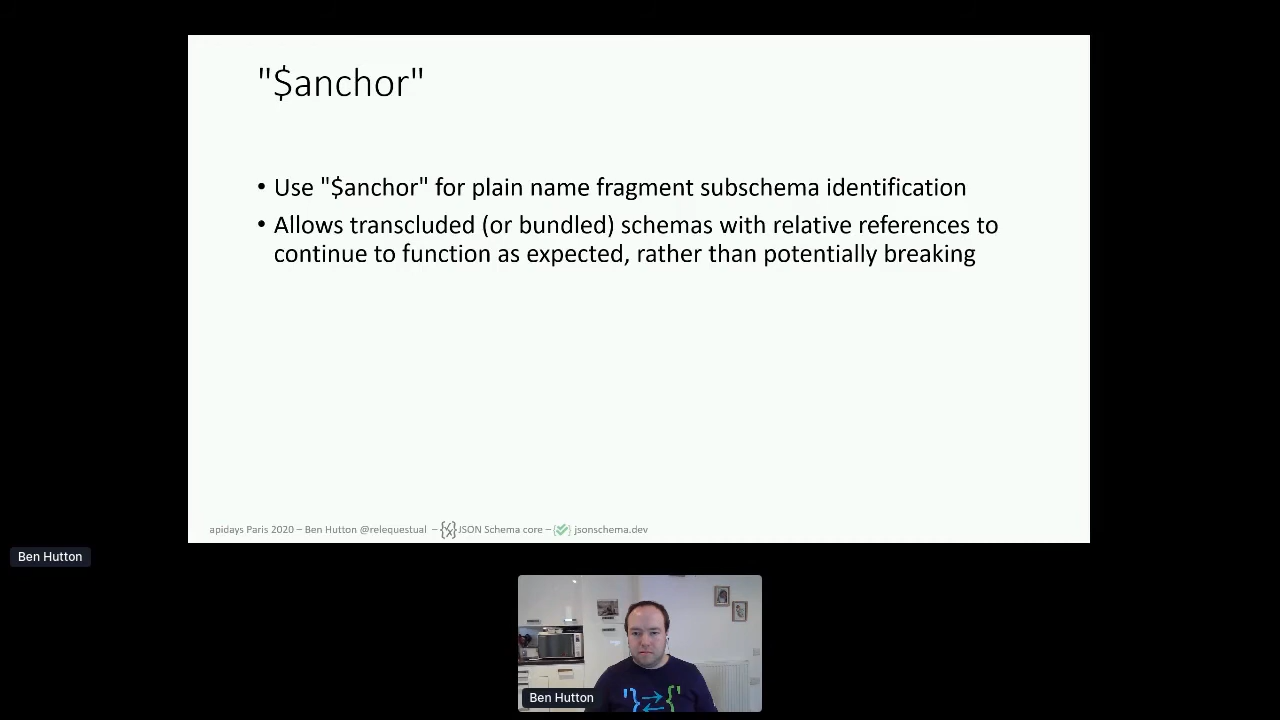 "$anchor"
• Use "$anchor" for plain name fragment subschema identification
• Allows transcluded (or bundled) schemas with relative references to
continue to function as expected, rather than potentially breaking
apidays Paris 2020 – Ben Hutton @relequestual – JSON Schema core – jsonschema.dev
Ben Hutton
Ben Hutton